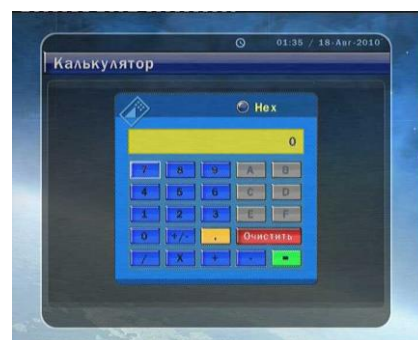 01:35 / 18-Авг-2010
Калькулятор
Hex
0
7 8 9 A B
4 5 6 C D
1 2 3 E F
0 +/- . Очистить
/ X + - =